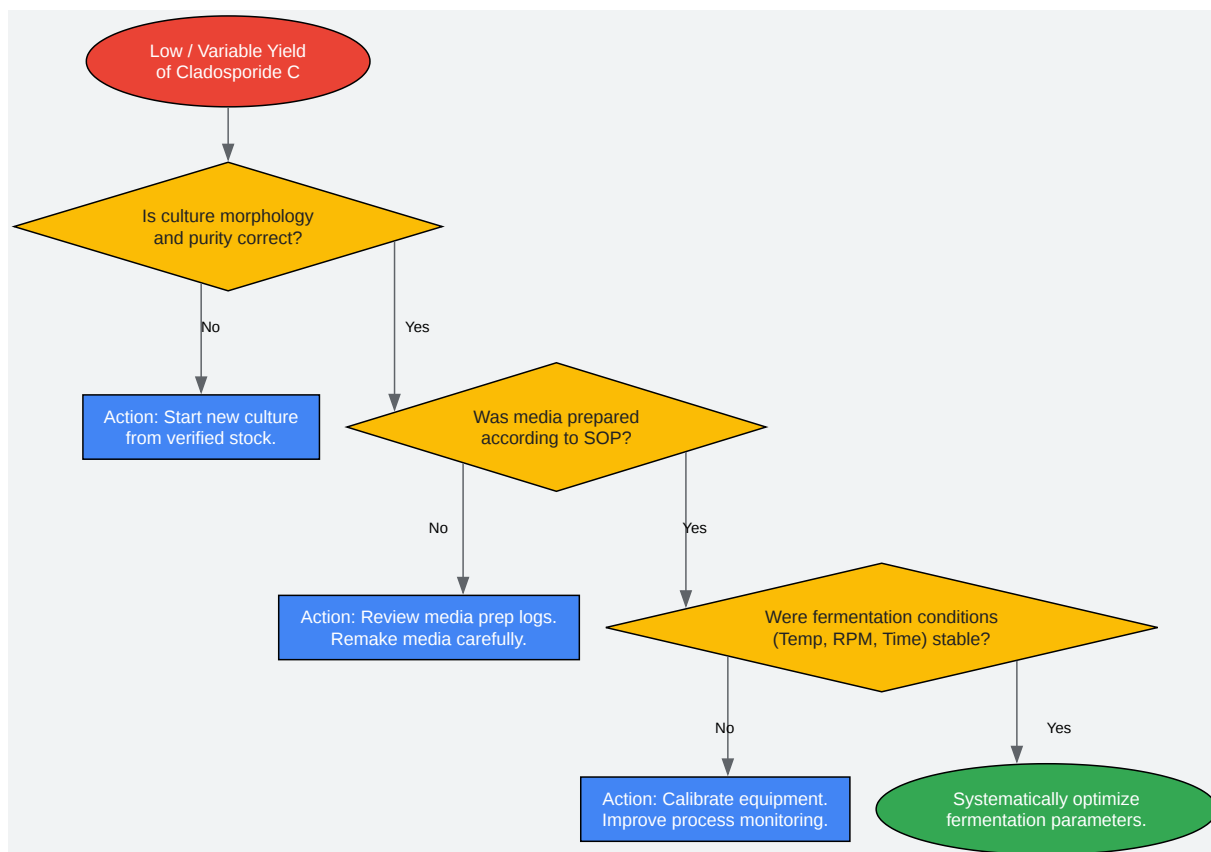 Low / Variable Yield
of Cladosporide C
Is culture morphology
and purity correct?
No
Yes
Action: Start new culture
from verified stock.
Was media prepared
according to SOP?
No
Yes
Action: Review media prep logs.
Remake media carefully.
Were fermentation conditions
(Temp, RPM, Time) stable?
No
Yes
Action: Calibrate equipment.
Improve process monitoring.
Systematically optimize
fermentation parameters.